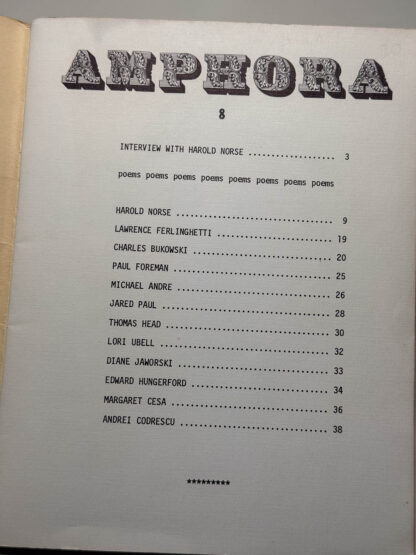 AMPHORA
8
INTERVIEW WITH HAROLD NORSE ................... 3
poems poems poems poems poems poems poems poems
HAROLD NORSE .................................. 9
LAWRENCE FERLINGHETTI ......................... 19
CHARLES BUKOWSKI .............................. 20
PAUL FOREMAN .................................. 25
MICHAEL ANDRE ................................. 26
JARED PAUL .................................... 28
THOMAS HEAD ................................... 30
LORI UBELL .................................... 32
DIANE JAWORSKI ................................ 33
EDWARD HUNGERFORD ............................. 34
MARGARET CESA ................................. 36
ANDREI CODRESCU ............................... 38
*********